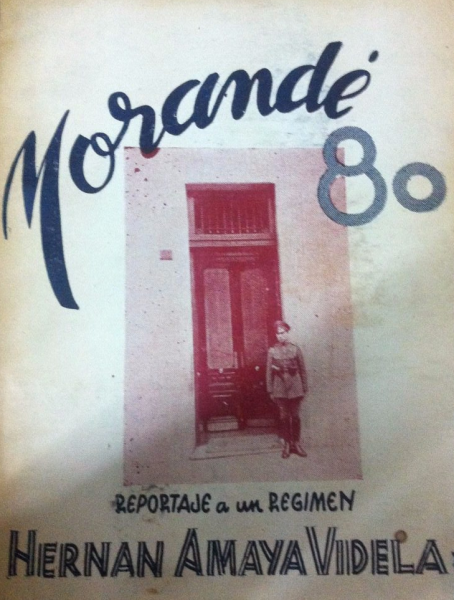 Morandé
80
REPORTAJE a un REGIMEN
HERNAN AMAYA VIDELA